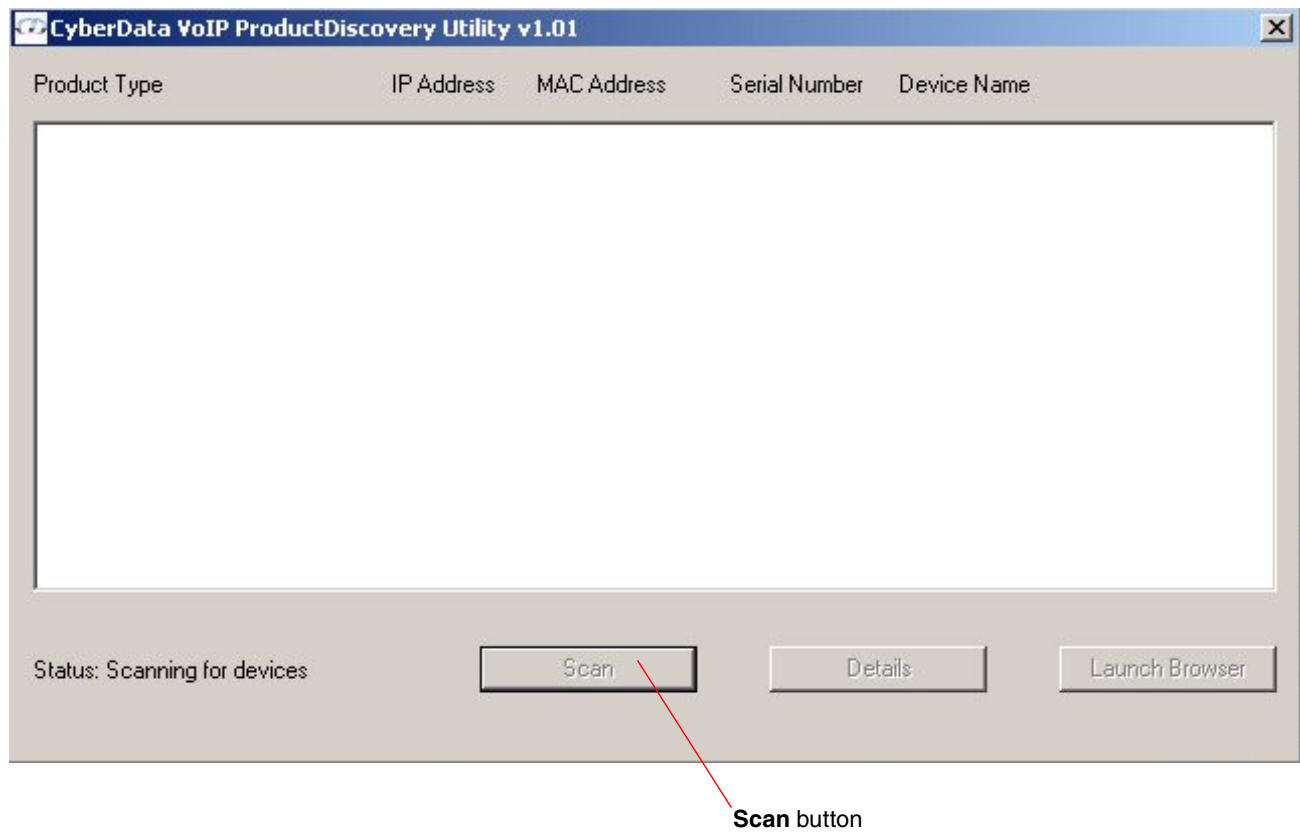 CyberData VoIP ProductDiscovery Utility v1.01
Product Type IP Address MAC Address Serial Number Device Name
Status: Scanning for devices Scan Details Launch Browser
Scan button